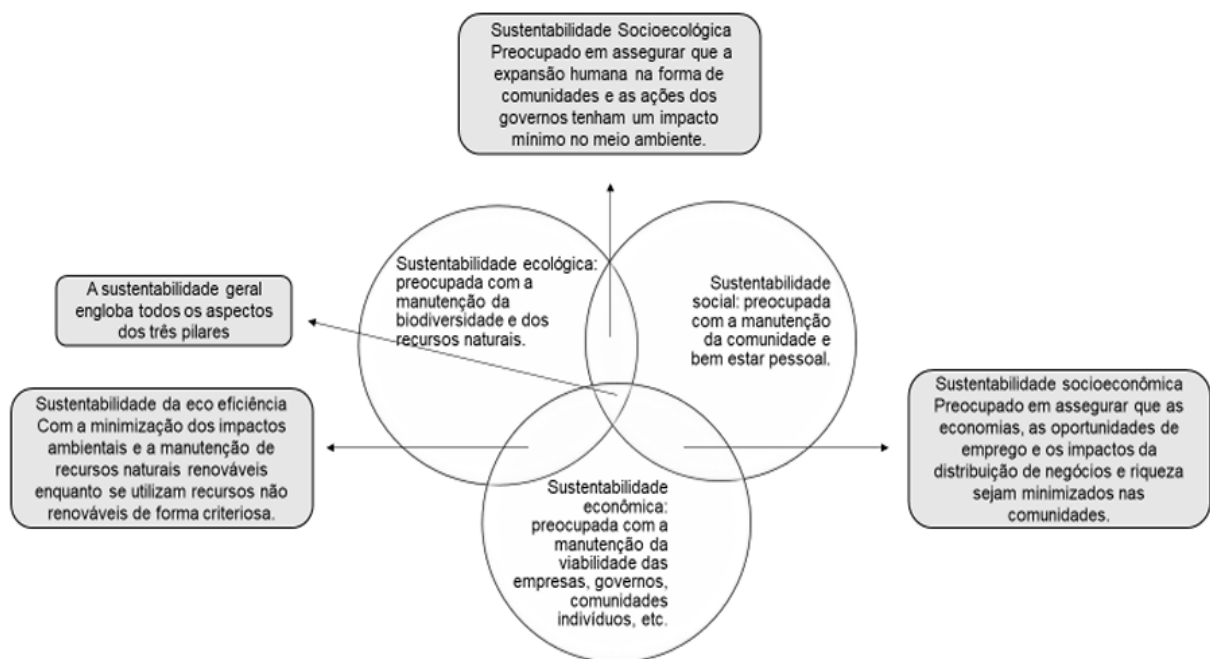 Sustentabilidade Socioecológica
Preocupado em assegurar que a
expansão humana na forma de
comunidades e as ações dos
governos tenham um impacto
mínimo no meio ambiente.
Sustentabilidade ecológica:
preocupada com a
manutenção da
biodiversidade e dos
recursos naturais.
Sustentabilidade
social: preocupada
com a manutenção
da comunidade e
bem estar pessoal.
A sustentabilidade geral
engloba todos os aspectos
dos três pilares
Sustentabilidade da eco eficiência
Com a minimização dos impactos
ambientais e a manutenção de
recursos naturais renováveis
enquanto se utilizam recursos não
renováveis de forma criteriosa.
Sustentabilidade socioeconômica
Preocupado em assegurar que as
economias, as oportunidades de
emprego e os impactos da
distribuição de negócios e riqueza
sejam minimizados nas
comunidades.
Sustentabilidade
econômica:
preocupada com a
manutenção da
viabilidade das
empresas, governos,
comunidades
indivíduos, etc.